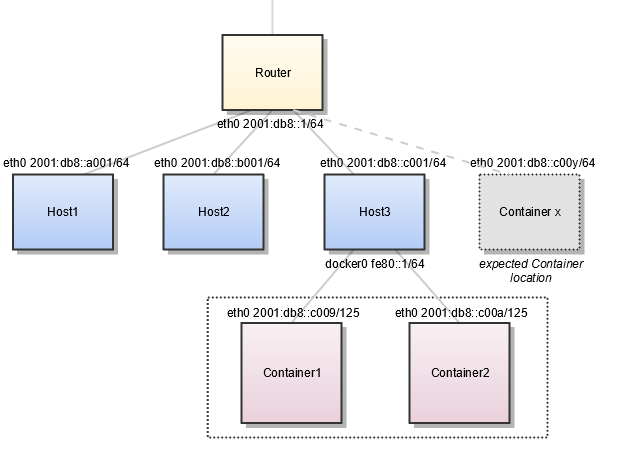 Router
eth0 2001:db8::1/64
eth0 2001:db8::a001/64
eth0 2001:db8::b001/64
eth0 2001:db8::c001/64
eth0 2001:db8::c00y/64
Host1
Host2
Host3
Container x
docker0 fe80::1/64
expected Container
location
eth0 2001:db8::c009/125
eth0 2001:db8::c00a/125
Container1
Container2